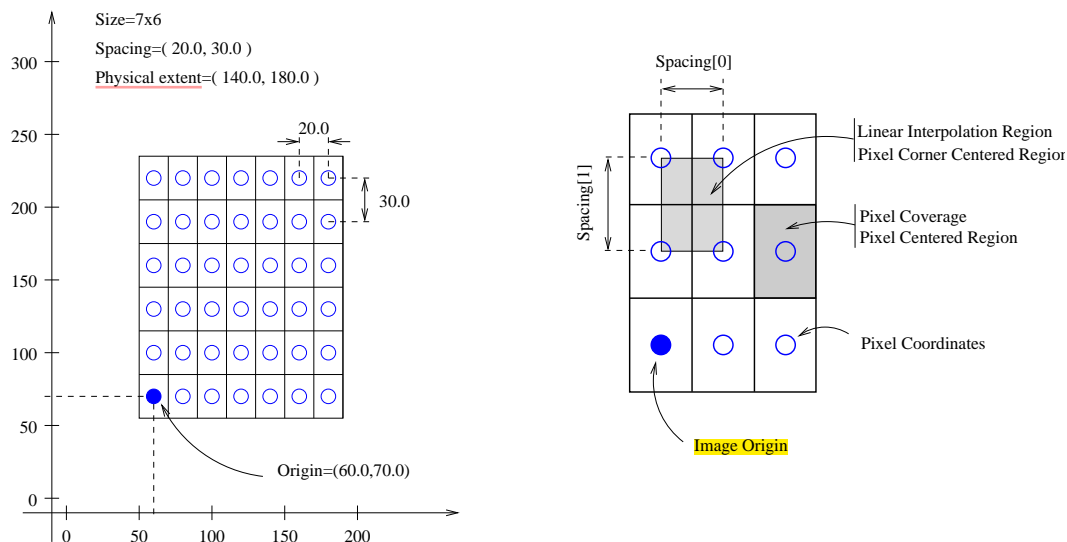 Size=7x6
Spacing=( 20.0, 30.0 )
Physical extent=( 140.0, 180.0 )
300
250
200
150
100
50
0
0
50
100
150
200
20.0
30.0
Origin=(60.0,70.0)
Spacing[0]
Spacing[1]
Linear Interpolation Region
Pixel Corner Centered Region
Pixel Coverage
Pixel Centered Region
Pixel Coordinates
Image Origin